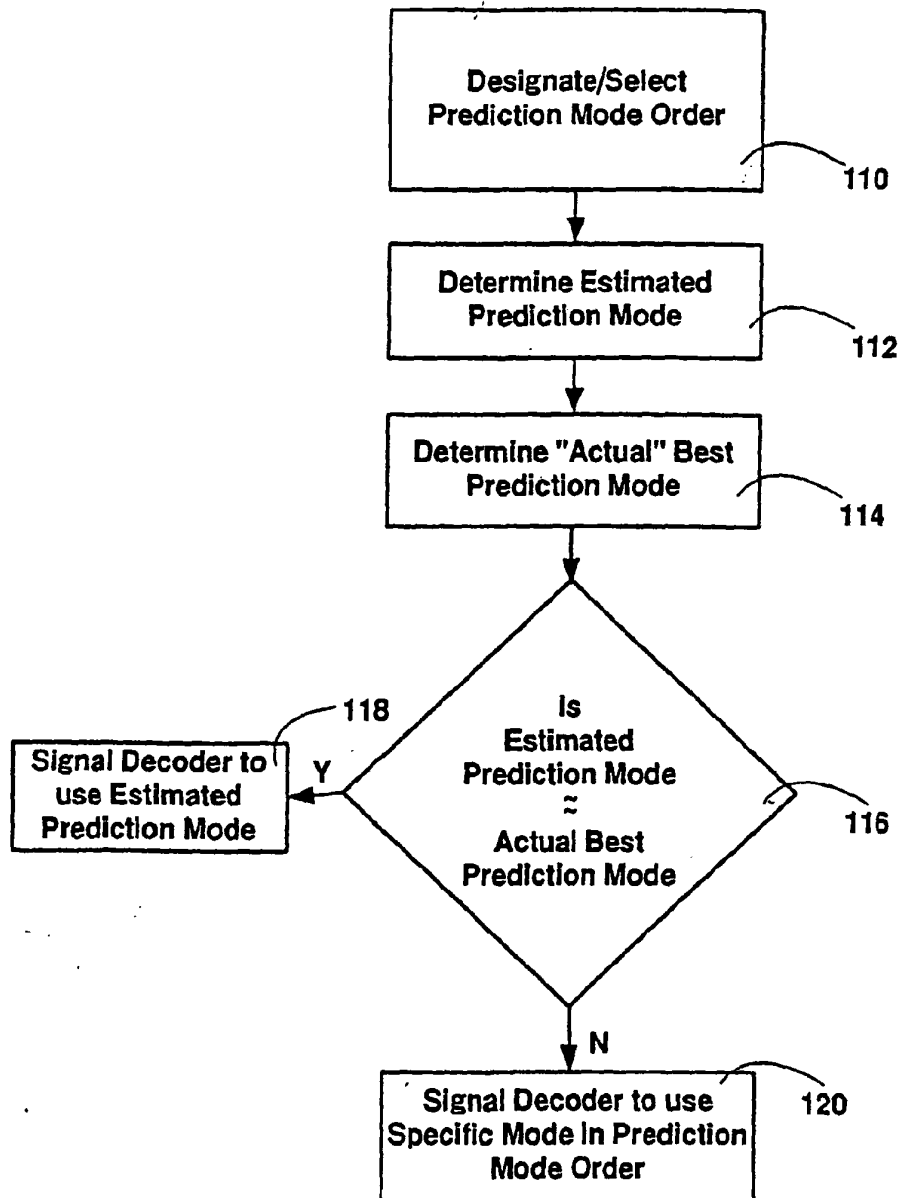 Designate/Select
Prediction Mode Order
110
Determine Estimated
Prediction Mode
112
Determine "Actual" Best
Prediction Mode
114
Is
Estimated
Prediction Mode
≈
Actual Best
Prediction Mode
116
118
Y
Signal Decoder to
use Estimated
Prediction Mode
N
Signal Decoder to use
Specific Mode in Prediction
Mode Order
120